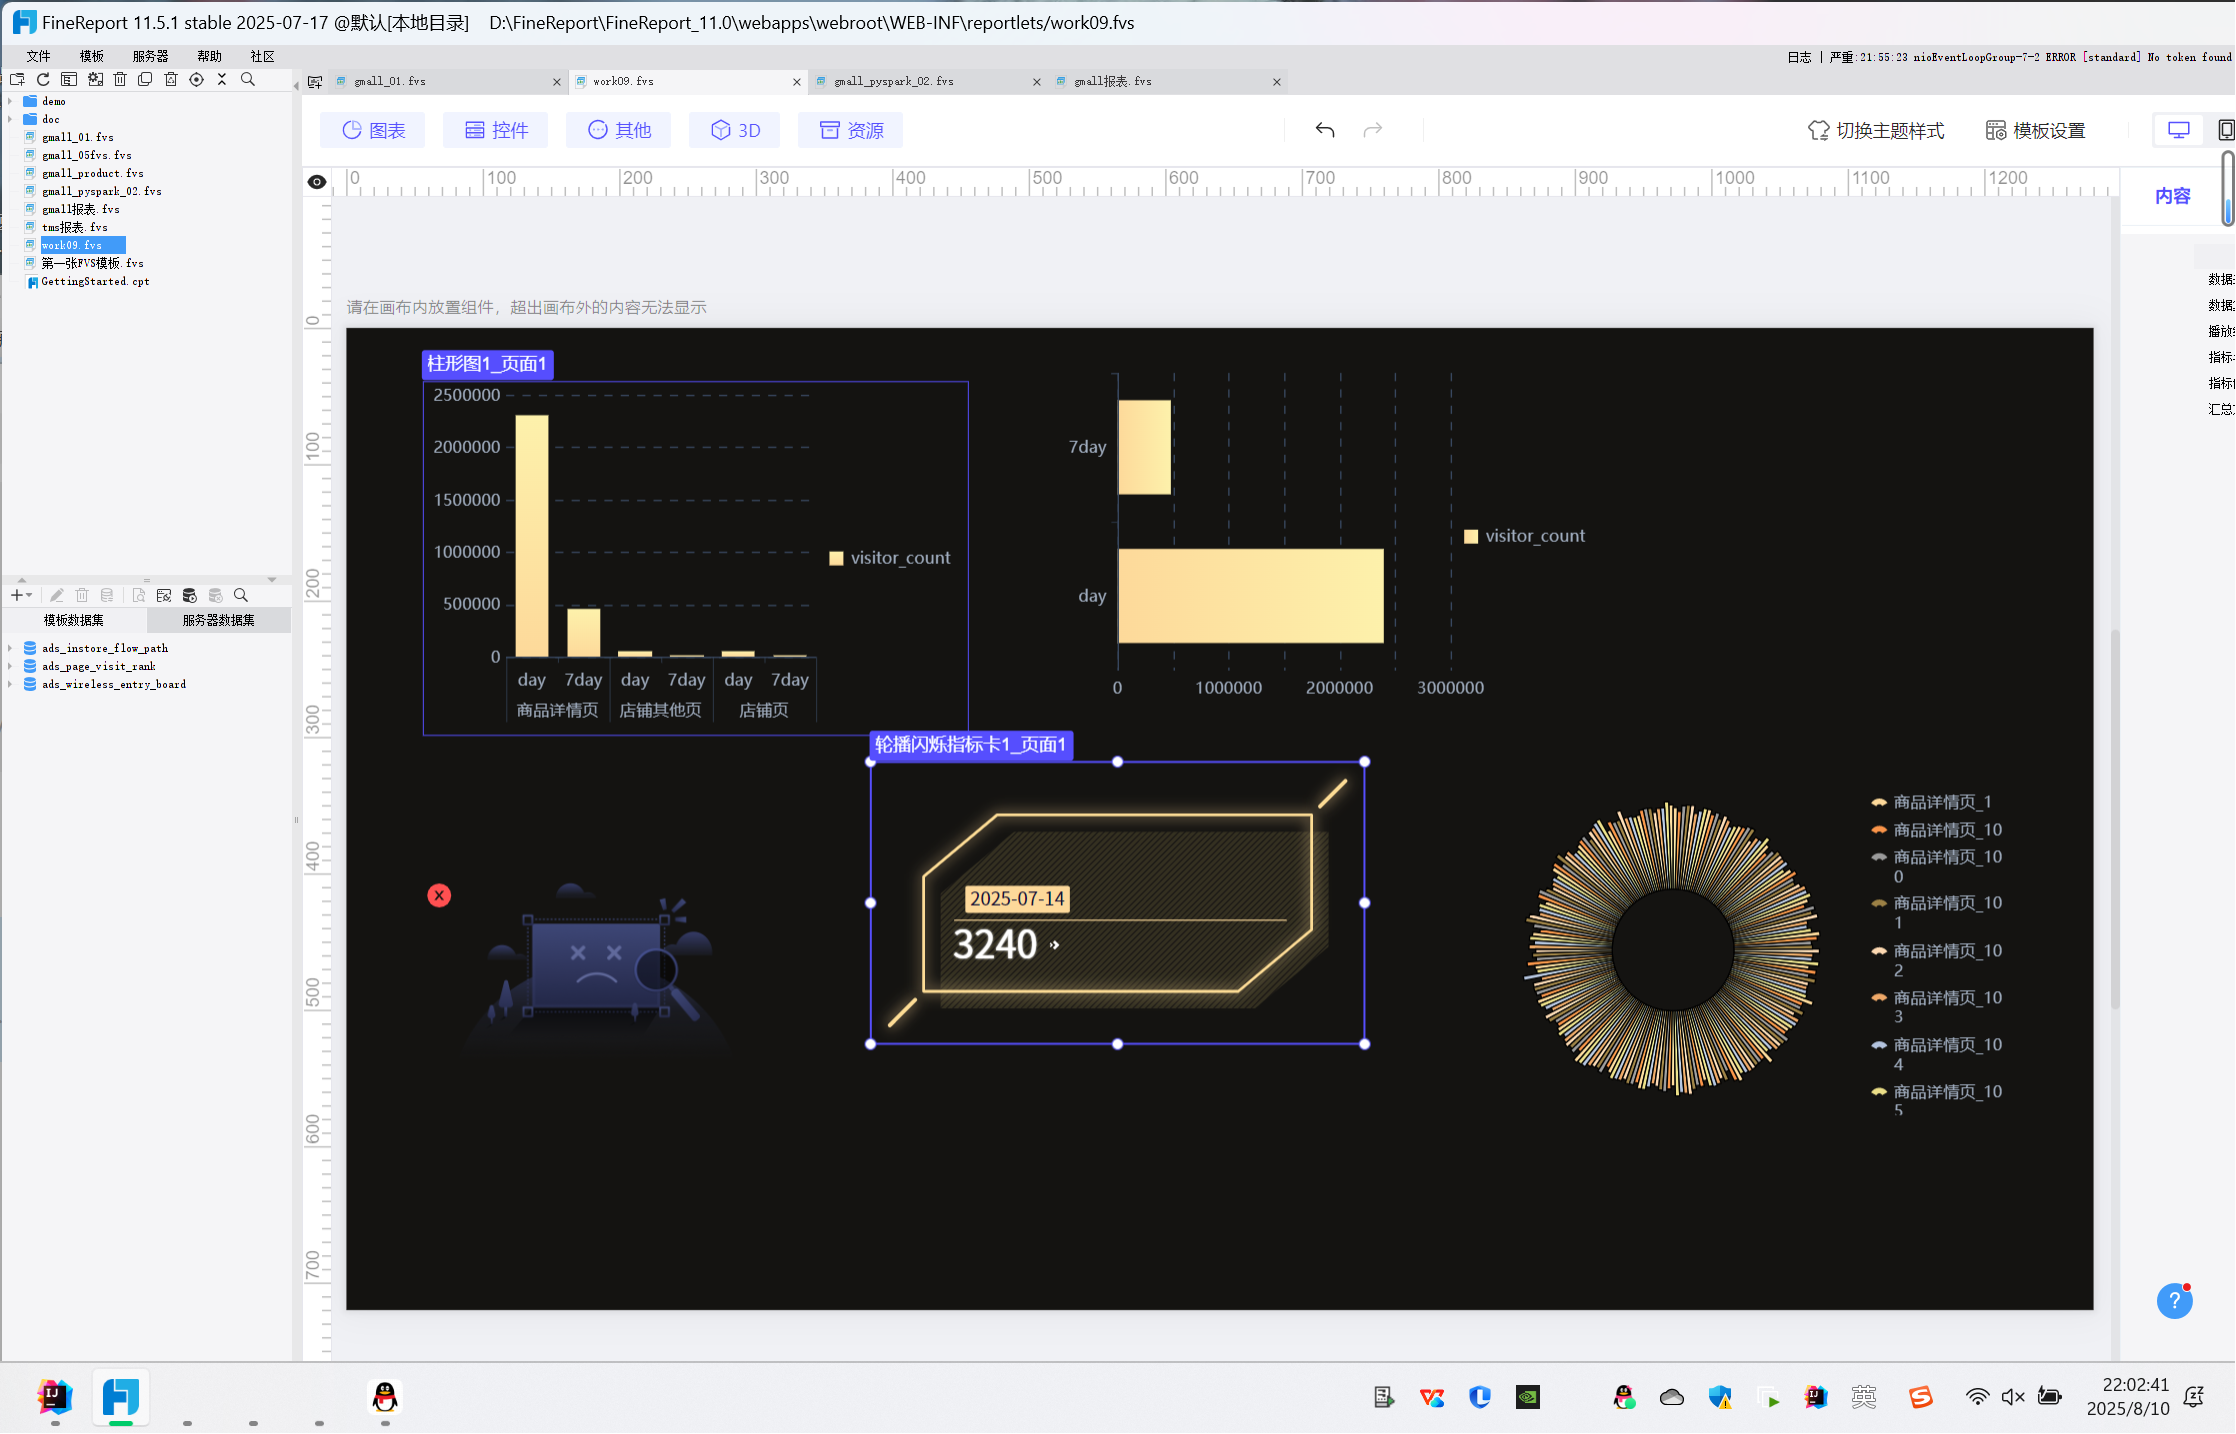 FineReport 11.5.1 stable 2025-07-17 @默认[本地目录] D:\FineReport\FineReport_11.0\webapps\webroot\WEB-INF\reportlets/work09.fvs
文件 模板 服务器 帮助 社区
日志 | 严重:21:55:23 nioEventLoopGroup-7-2 ERROR [standard] No token found
gmall_01.fvs
work09.fvs
gmall_pyspark_02.fvs
gmall报表.fvs
demo
doc
gmall_01.fvs
gmall_05fvs.fvs
gmall_product.fvs
gmall_pyspark_02.fvs
gmall报表.fvs
tms报表.fvs
work09.fvs
第一张FVS模板.fvs
GettingStarted.cpt
图表 控件 其他 3D 资源
切换主题样式 模板设置
0 100 200 300 400 500 600 700 800 900 1000 1100 1200
内容
数据
数据
播放
指标
指标
汇总
0
100
200
300
400
500
600
700
请在画布内放置组件，超出画布外的内容无法显示
柱形图1_页面1
2500000
2000000
1500000
1000000
500000
0
day 7day day 7day day 7day
商品详情页 店铺其他页 店铺页
visitor_count
7day
day
0 1000000 2000000 3000000
visitor_count
模板数据集 服务器数据集
ads_instore_flow_path
ads_page_visit_rank
ads_wireless_entry_board
轮播闪烁指标卡1_页面1
2025-07-14
3240
商品详情页_1
商品详情页_10
商品详情页_10
0
商品详情页_10
1
商品详情页_10
2
商品详情页_10
3
商品详情页_10
4
商品详情页_10
5
?
IJ
英
22:02:41
2025/8/10